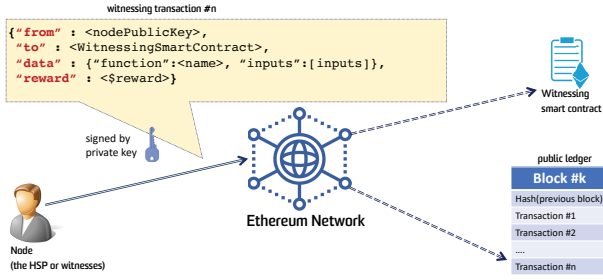 witnessing transaction #n
{“from” : <nodePublicKey>,
“to” : <WitnessingSmartContract>,
“data” : {“function”:<name>, “inputs”:[inputs]},
“reward” : <$reward>}
signed by
private key
Witnessing
smart contract
Ethereum Network
Node
(the HSP or witnesses)
public ledger
Block #k
Hash(previous block)
Transaction #1
Transaction #2
....
Transaction #n